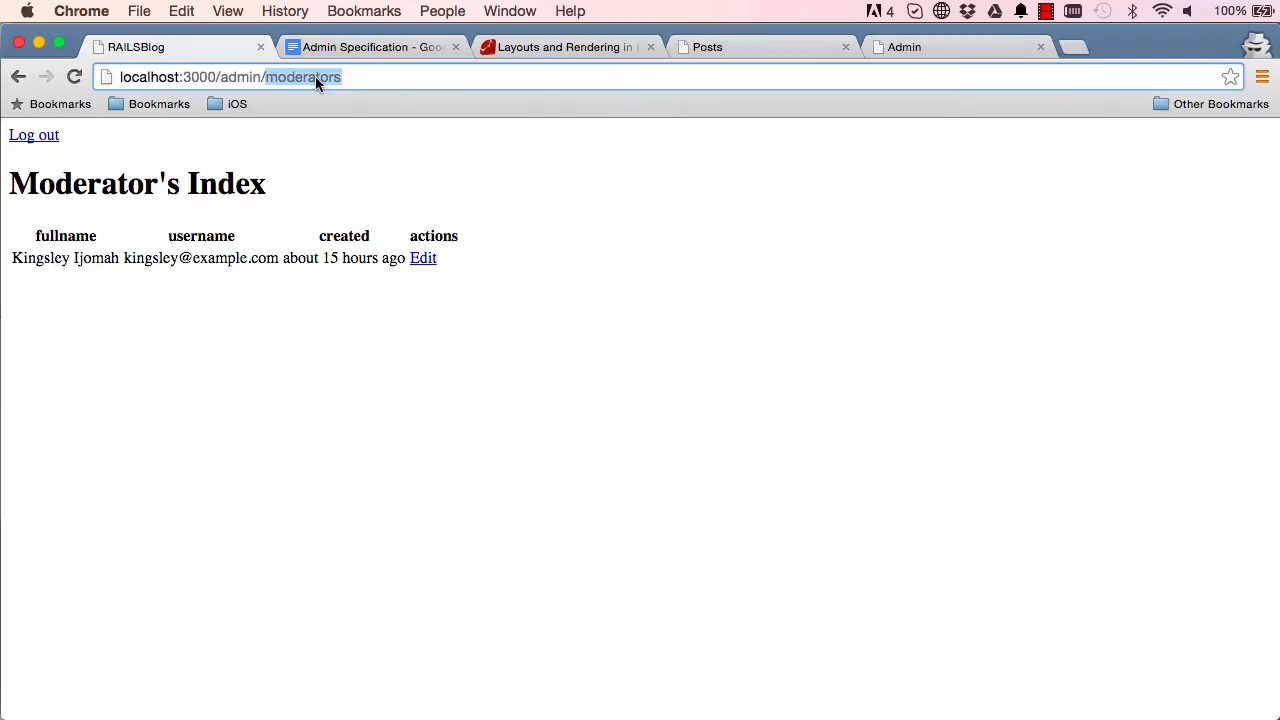 Chrome File Edit View History Bookmarks People Window Help 4 100%
RAILSBlog Admin Specification - Goo Layouts and Rendering in Posts Admin
localhost:3000/admin/moderators
Bookmarks Bookmarks iOS Other Bookmarks
Log out
Moderator's Index
fullname username created actions
Kingsley Ijomah kingsley@example.com about 15 hours ago Edit